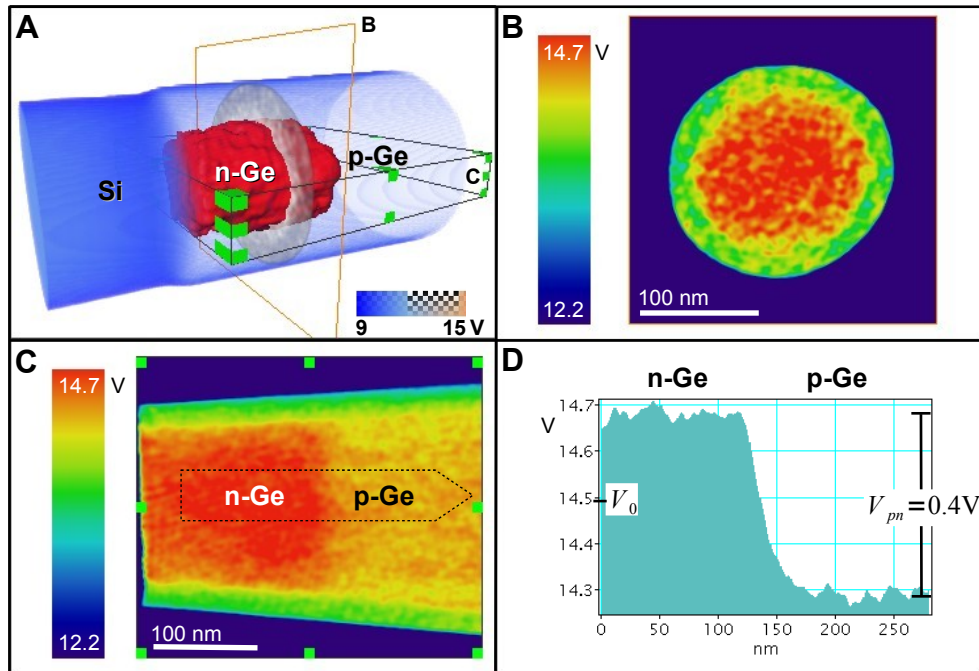 A
B
Si
n-Ge
p-Ge
C
9
15 V
B
14.7 V
12.2
100 nm
C
14.7 V
12.2
n-Ge
p-Ge
100 nm
D
n-Ge
p-Ge
V
14.7
14.6
14.5
14.4
14.3
V0
Vpn=0.4V
0
50
100
150
200
250
nm